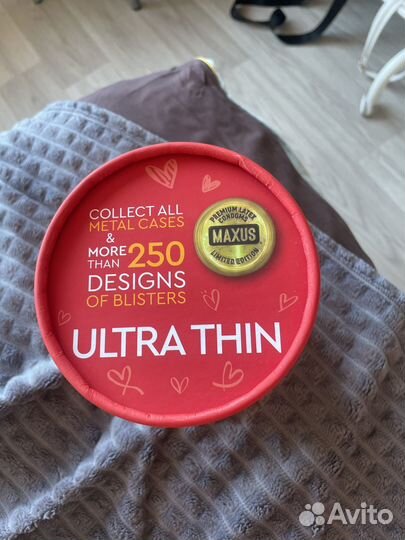 COLLECT ALL
METAL CASES
&
MORE THAN 250
DESIGNS
OF BLISTERS
PREMIUM LATEX
CONDOMS
MAXUS
LIMITED EDITION
ULTRA THIN
Avito